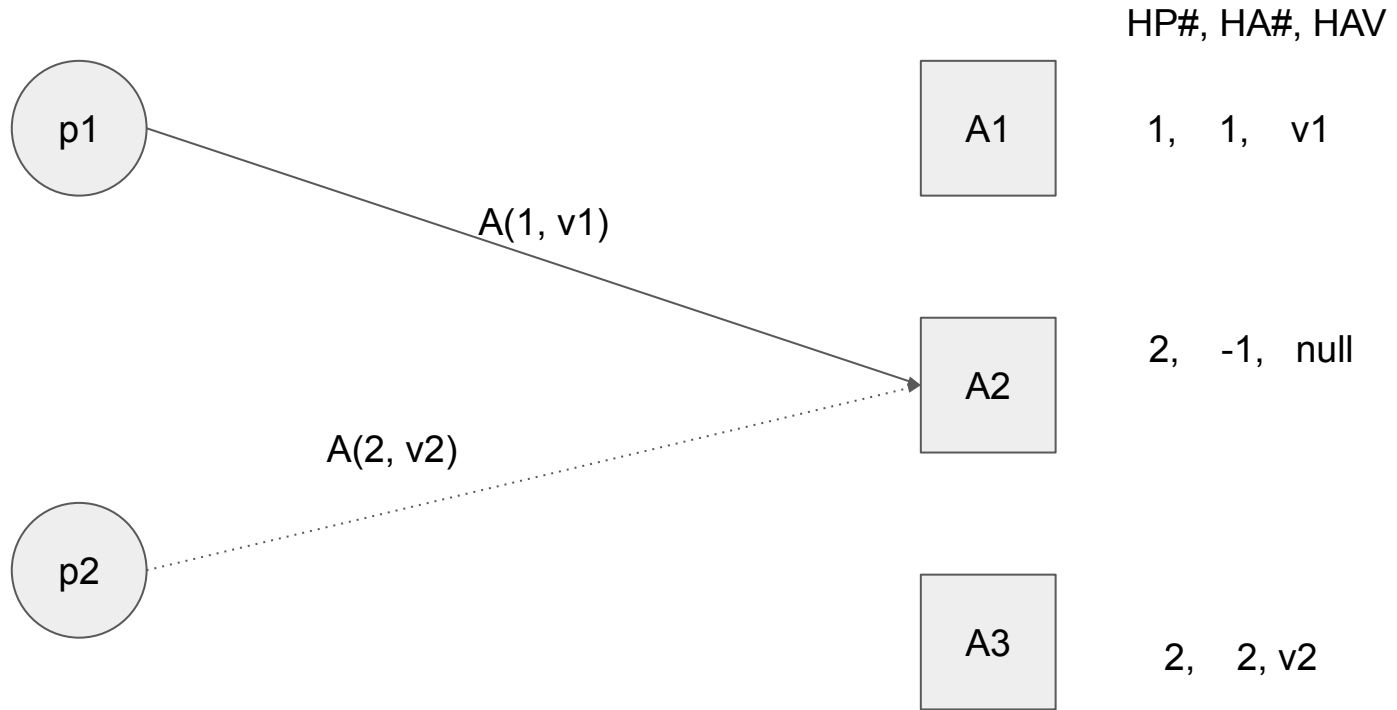 HP#, HA#, HAV
p1
A1
1, 1, v1
A(1, v1)
A2
2, -1, null
A(2, v2)
p2
A3
2, 2, v2